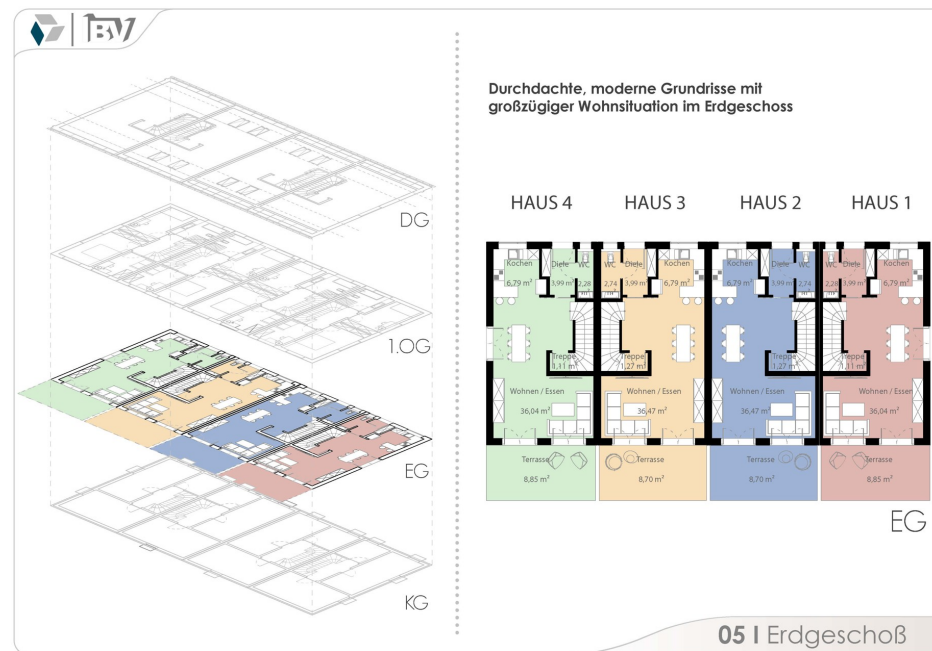 IBV
Durchdachte, moderne Grundrisse mit
großzügiger Wohnsituation im Erdgeschoss
DG
1.OG
EG
KG
HAUS 4 HAUS 3 HAUS 2 HAUS 1
Kochen Diele WC WC Diele Kochen Kochen Diele WC WC Diele Kochen
6,79 m² 3,99 m² 2,28 2,74 3,99 m² 6,79 m² 6,79 m² 3,99 m² 2,74 2,28 3,99 m² 6,79 m²
Treppe Treppe Treppe Treppe
1,11 m² 1,27 m² 1,27 m² 1,11 m²
Wohnen / Essen Wohnen / Essen Wohnen / Essen Wohnen / Essen
36,04 m² 36,47 m² 36,47 m² 36,04 m²
Terrasse Terrasse Terrasse Terrasse
8,85 m² 8,70 m² 8,70 m² 8,85 m²
EG
05 I Erdgeschoß